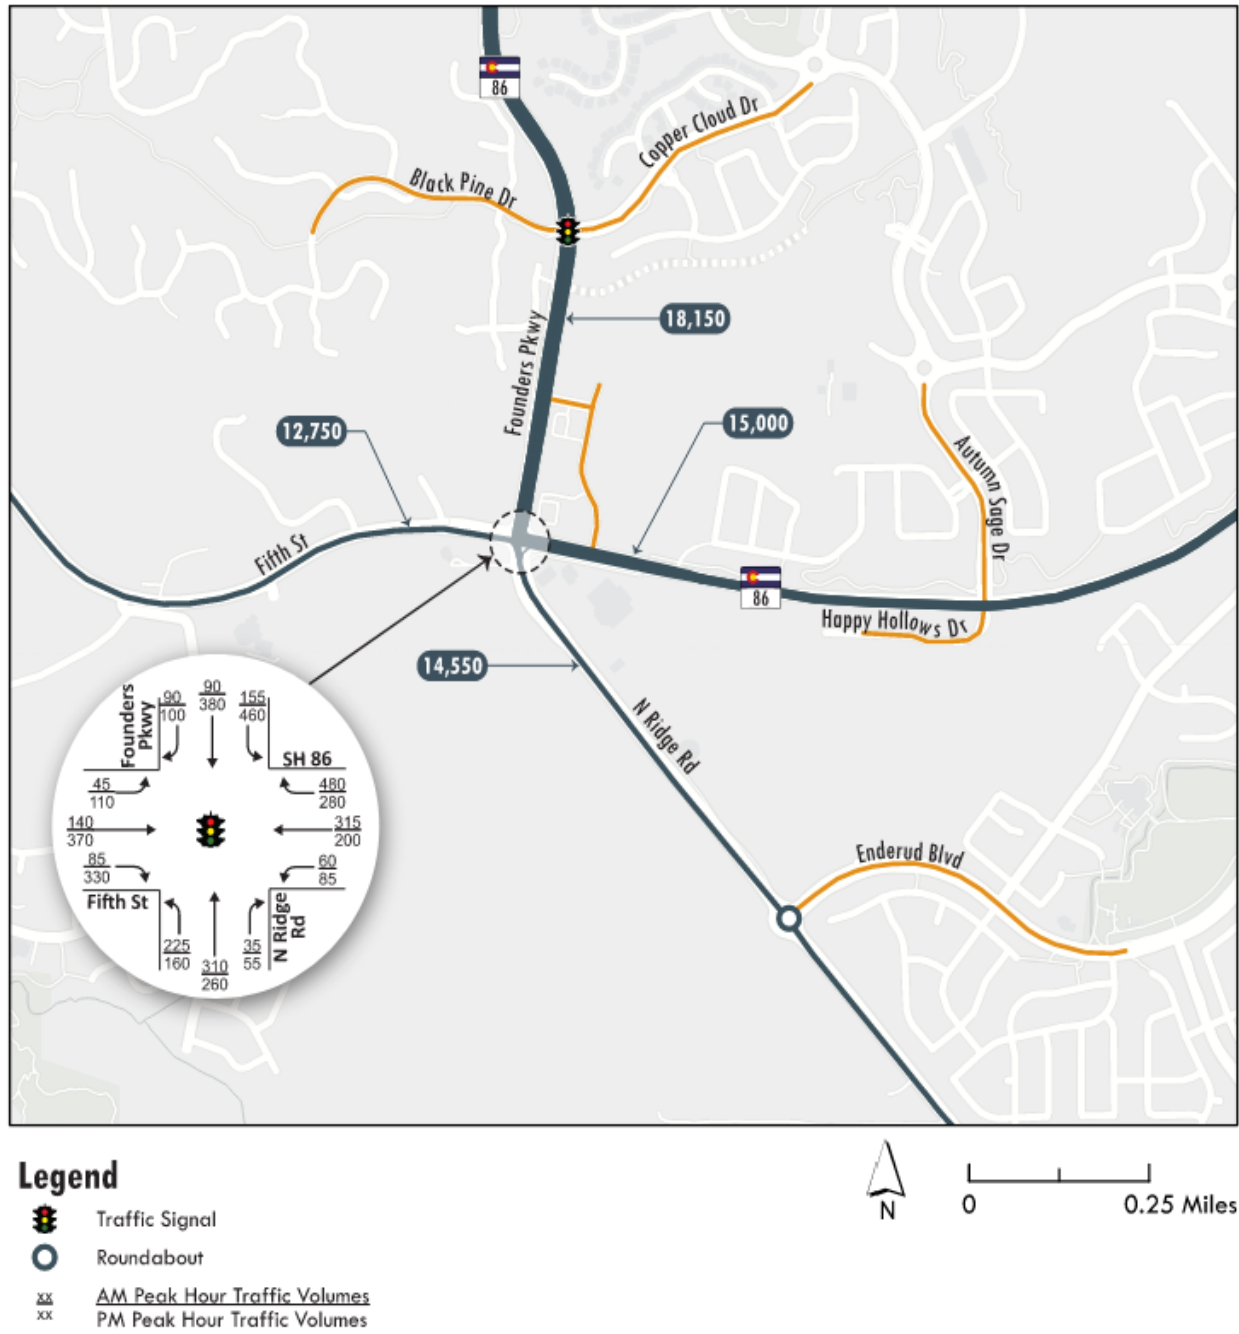 86
Copper Cloud Dr
Black Pine Dr
18,150
Founders Pkwy
12,750
15,000
Autumn Sage Dr
Fifth St
86
Happy Hollows Dr
14,550
N Ridge Rd
Founders
Pkwy
90
100
90
380
155
460
SH 86
45
110
480
280
140
370
315
200
85
330
60
85
Fifth St
N Ridge
Rd
225
160
310
260
35
55
Enderud Blvd
Legend
Traffic Signal
Roundabout
xx AM Peak Hour Traffic Volumes
xx PM Peak Hour Traffic Volumes
N
0 0.25 Miles